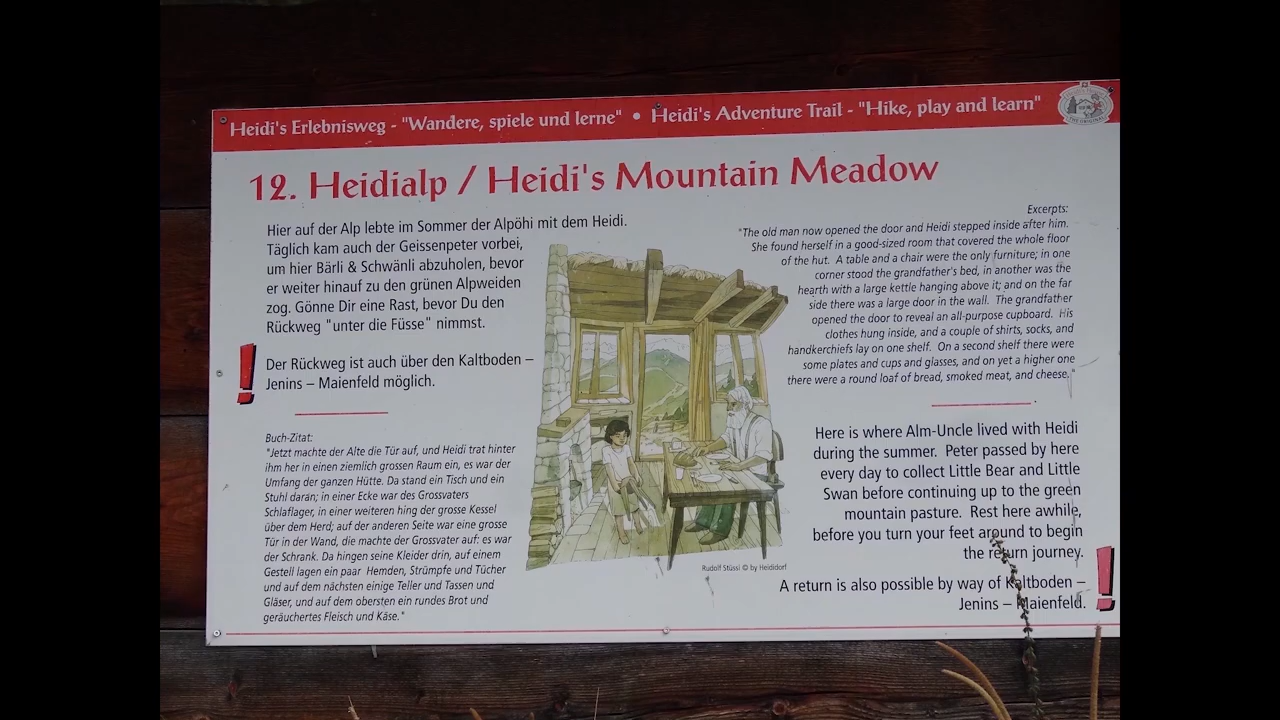 Heidi's Erlebnisweg - "Wandere, spiele und lerne" • Heidi's Adventure Trail - "Hike, play and learn"
12. Heidialp / Heidi's Mountain Meadow
Hier auf der Alp lebte im Sommer der Alpöhi mit dem Heidi.
Täglich kam auch der Geissenpeter vorbei,
um hier Bärli & Schwänli abzuholen, bevor
er weiter hinauf zu den grünen Alpweiden
zog. Gönne Dir eine Rast, bevor Du den
Rückweg "unter die Füsse" nimmst.
! Der Rückweg ist auch über den Kaltboden –
Jenins – Maienfeld möglich.
Buch-Zitat:
"Jetzt machte der Alte die Tür auf, und Heidi trat hinter
ihm her in einen ziemlich grossen Raum ein, es war der
Umfang der ganzen Hütte. Da stand ein Tisch und ein
Stuhl daran; in einer Ecke war des Grossvaters
Schlaflager, in einer weiteren hing der grosse Kessel
über dem Herd; auf der anderen Seite war eine grosse
Tür in der Wand, die machte der Grossvater auf: es war
der Schrank. Da hingen seine Kleider drin, auf einem
Gestell lagen ein paar Hemden, Strümpfe und Tücher
und auf dem nächsten einige Teller und Tassen und
Gläser, und auf dem obersten ein rundes Brot und
geräuchertes Fleisch und Käse."
Excerpts:
"The old man now opened the door and Heidi stepped inside after him.
She found herself in a good-sized room that covered the whole floor
of the hut. A table and a chair were the only furniture; in one
corner stood the grandfather's bed, in another was the
hearth with a large kettle hanging above it; and on the far
side there was a large door in the wall. The grandfather
opened the door to reveal an all-purpose cupboard. His
clothes hung inside, and a couple of shirts, socks, and
handkerchiefs lay on one shelf. On a second shelf there were
some plates and cups and glasses, and on yet a higher one
there were a round loaf of bread, smoked meat, and cheese."
Here is where Alm-Uncle lived with Heidi
during the summer. Peter passed by here
every day to collect Little Bear and Little
Swan before continuing up to the green
mountain pasture. Rest here awhile,
before you turn your feet around to begin
the return journey.
A return is also possible by way of Kaltboden –
Jenins – Maienfeld. !
Rudolf Stüssi © by Heididorf